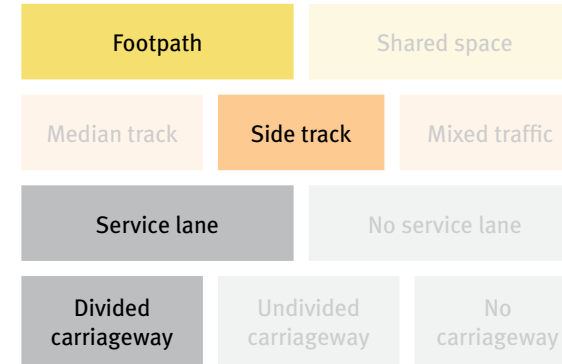 Footpath
Shared space
Median track
Side track
Mixed traffic
Service lane
No service lane
Divided
carriageway
Undivided
carriageway
No
carriageway